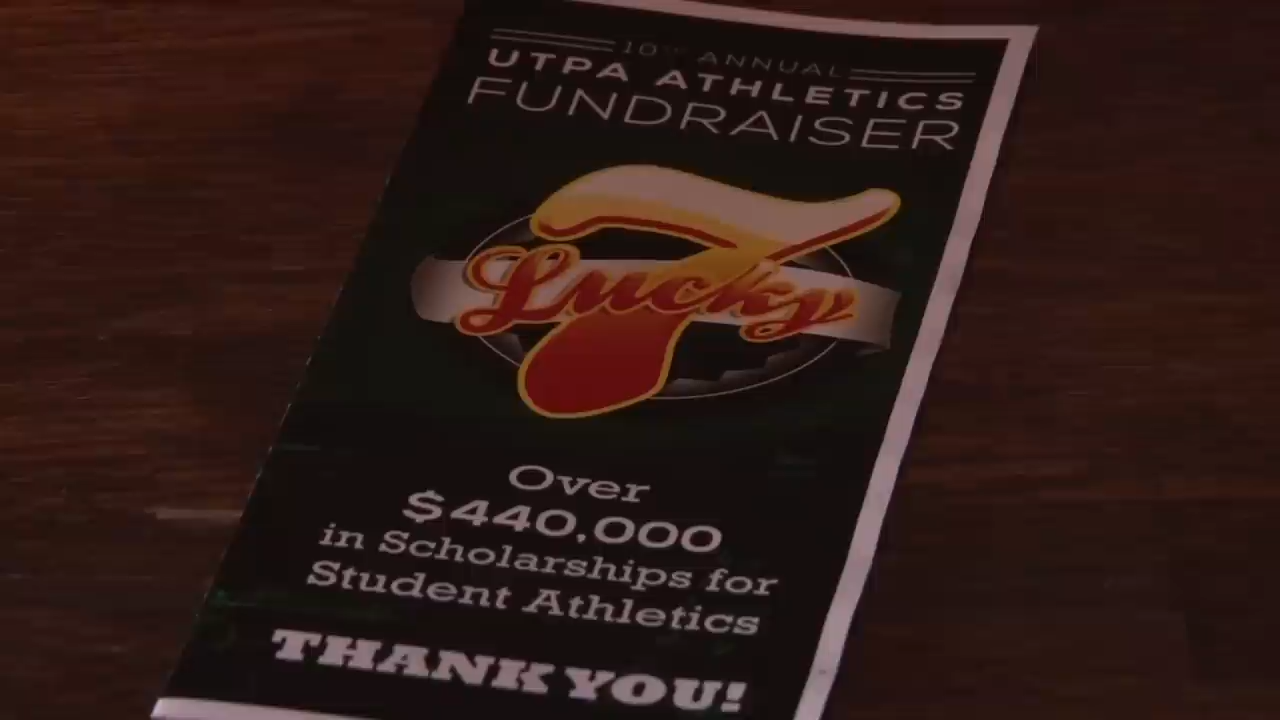 10TH ANNUAL
UTPA ATHLETICS
FUNDRAISER
7
Lucky
Over
$440,000
in Scholarships for
Student Athletics
THANK YOU!